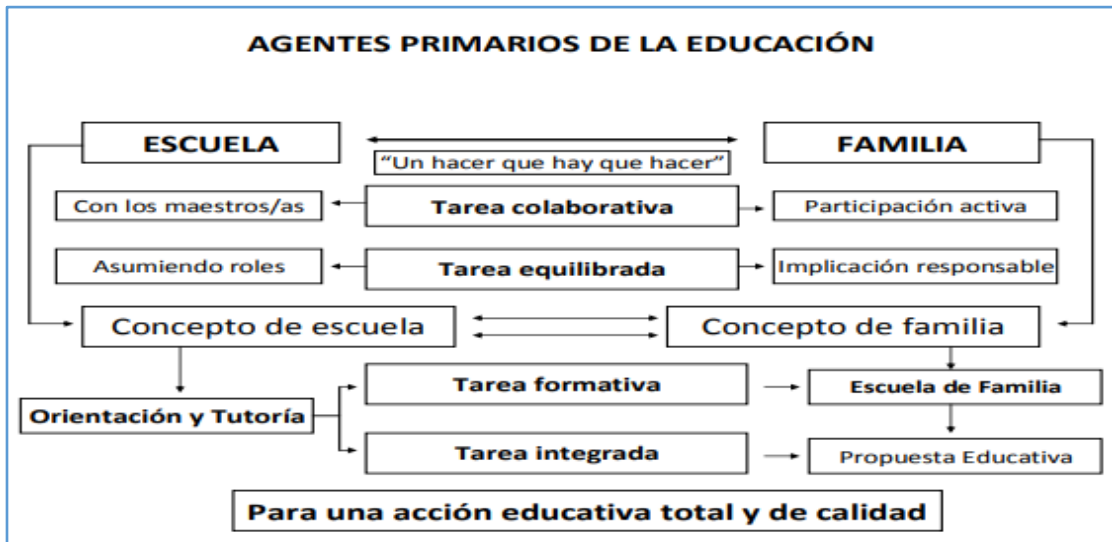 AGENTES PRIMARIOS DE LA EDUCACIÓN
ESCUELA
FAMILIA
“Un hacer que hay que hacer”
Con los maestros/as
Tarea colaborativa
Participación activa
Asumiendo roles
Tarea equilibrada
Implicación responsable
Concepto de escuela
Concepto de familia
Tarea formativa
Escuela de Familia
Orientación y Tutoría
Tarea integrada
Propuesta Educativa
Para una acción educativa total y de calidad